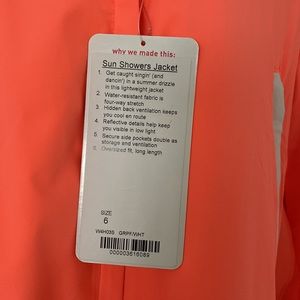 why we made this:
Sun Showers Jacket
1. Get caught singin' (and
dancin') in a summer drizzle
in this lightweight jacket
2. Water-resistant fabric is
four-way stretch
3. Hidden back ventilation keeps
you cool en route
4. Reflective details help keep
you visible in low light
5. Secure side pockets double as
storage and ventilation
6. Oversized fit, long length
SIZE
6
W4H03S GRPF/WHT
000003616089